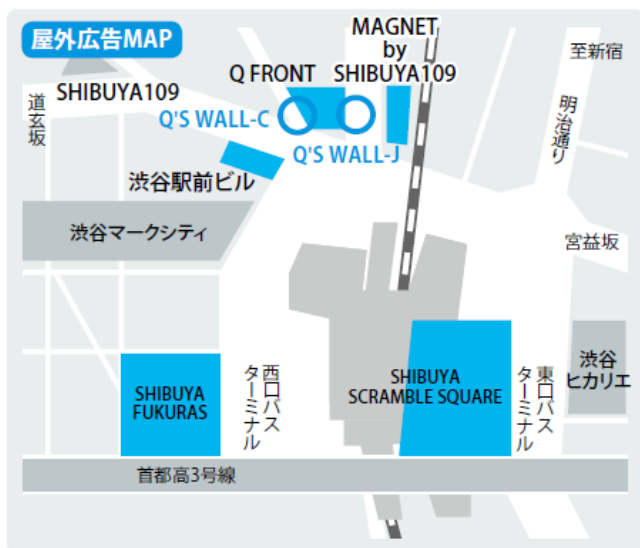 屋外広告MAP
MAGNET
by
SHIBUYA109
至新宿
Q FRONT
SHIBUYA109
道玄坂
Q'S WALL-C
明治通り
Q'S WALL-J
渋谷駅前ビル
渋谷マークシティ
宮益坂
SHIBUYA
FUKURAS
西口バス
ターミナル
SHIBUYA
SCRAMBLE SQUARE
東口バス
ターミナル
渋谷
ヒカリエ
首都高3号線